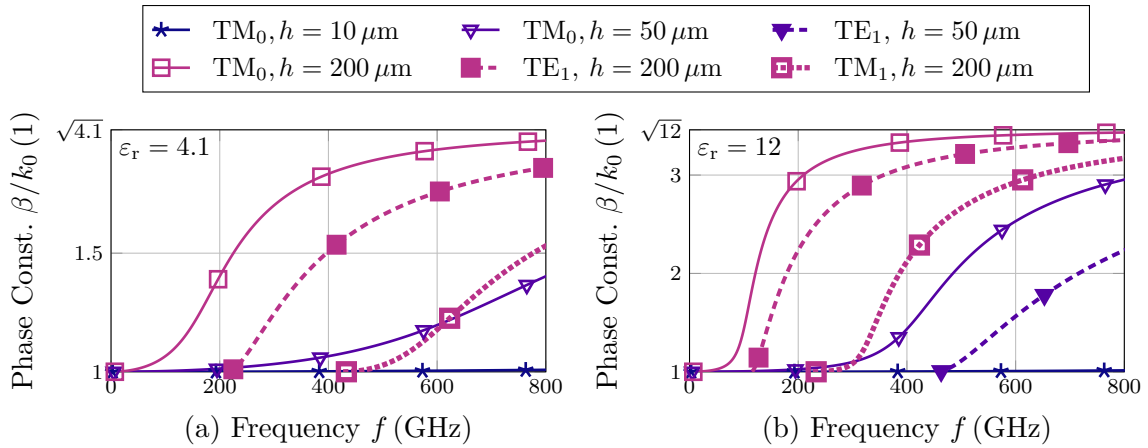 TM₀, h = 10 μm TM₀, h = 50 μm TE₁, h = 50 μm
TM₀, h = 200 μm TE₁, h = 200 μm TM₁, h = 200 μm
Phase Const. β/k₀ (1)
√4.1
1.5
1
εᵣ = 4.1
0 200 400 600 800
(a) Frequency f (GHz)
Phase Const. β/k₀ (1)
√12
3
2
1
εᵣ = 12
0 200 400 600 800
(b) Frequency f (GHz)